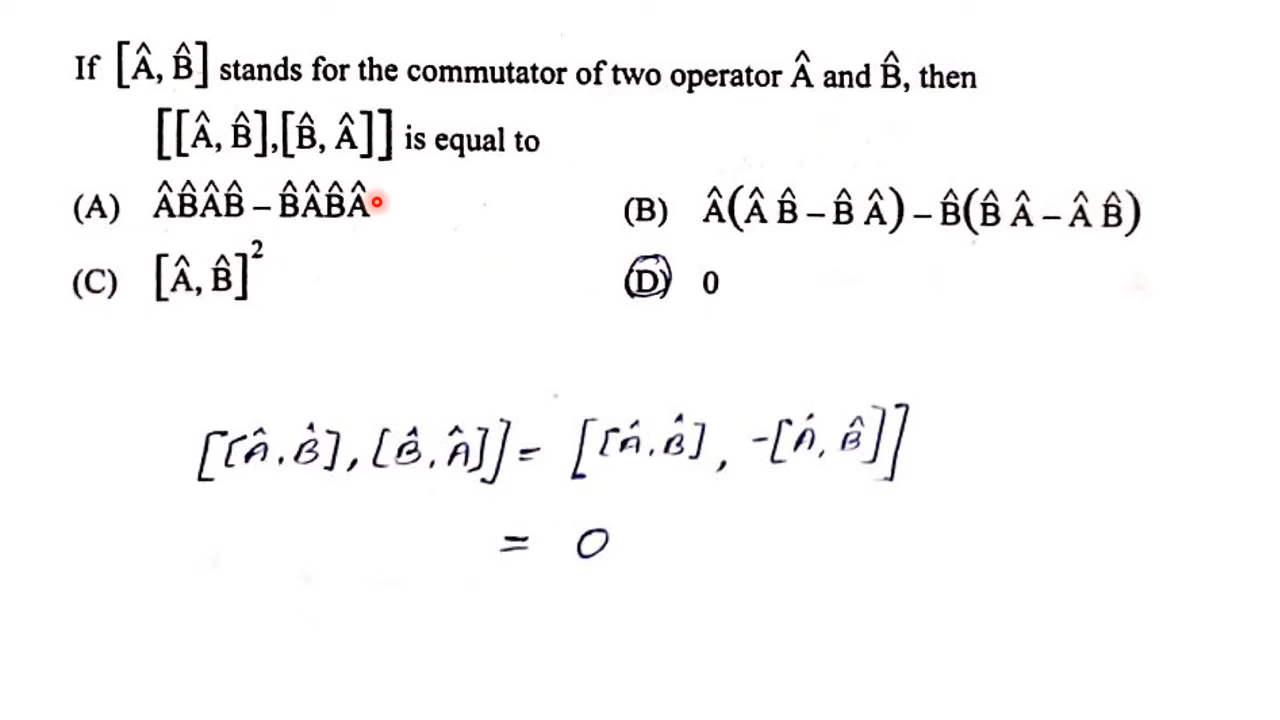 If [Â, B̂] stands for the commutator of two operator Â and B̂, then
[[Â, B̂],[B̂, Â]] is equal to
(A) ÂB̂ÂB̂ – B̂ÂB̂Â (B) Â(Â B̂ – B̂ Â) – B̂(B̂ Â – Â B̂)
(C) [Â, B̂]² (D) 0
[[Â, B̂], [B̂, Â]] = [[Â, B̂], -[Â, B̂]]
= 0